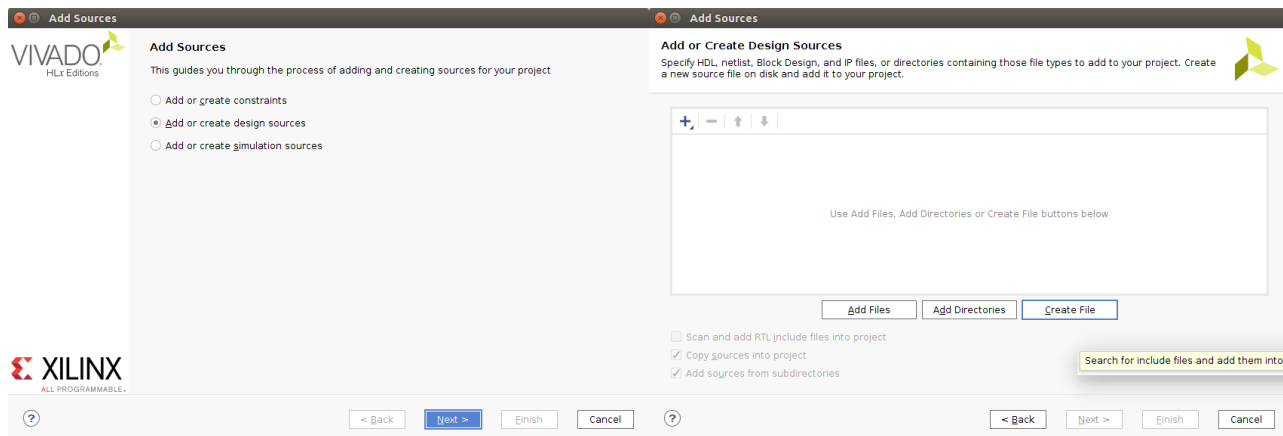 Add Sources
VIVADO
HLx Editions
Add Sources
This guides you through the process of adding and creating sources for your project
Add or create constraints
Add or create design sources
Add or create simulation sources
XILINX
ALL PROGRAMMABLE.
?
< Back
Next >
Finish
Cancel
Add Sources
Add or Create Design Sources
Specify HDL, netlist, Block Design, and IP files, or directories containing those file types to add to your project. Create
a new source file on disk and add it to your project.
Use Add Files, Add Directories or Create File buttons below
Add Files
Add Directories
Create File
Scan and add RTL include files into project
Copy sources into project
Add sources from subdirectories
Search for include files and add them into
?
< Back
Next >
Finish
Cancel